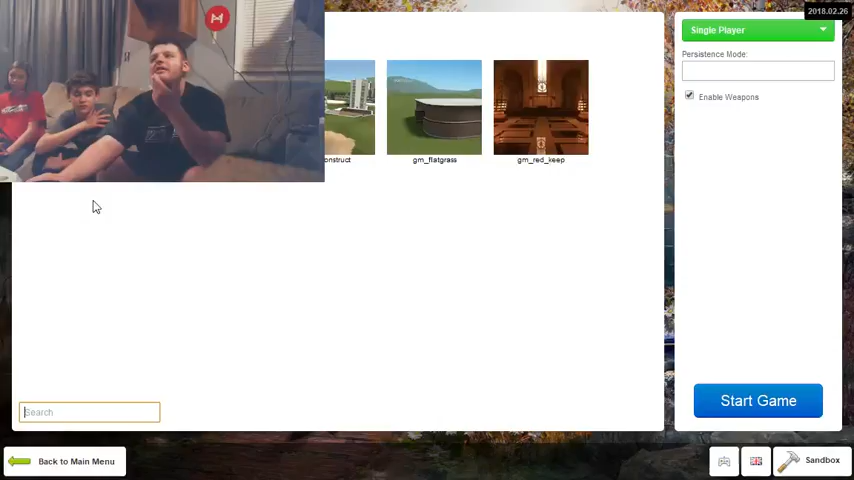 2018.02.26
Single Player
Persistence Mode:
Enable Weapons
onstruct
gm_flatgrass
gm_red_keep
Search
Start Game
Back to Main Menu
Sandbox